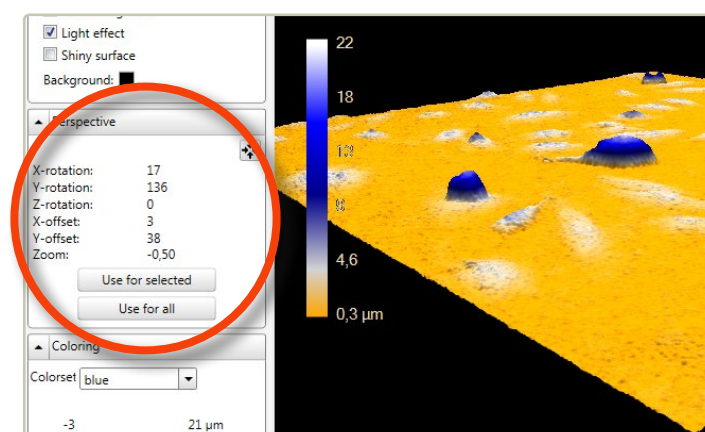 Light effect
Shiny surface
Background:
Perspective
X-rotation: 17
Y-rotation: 136
Z-rotation: 0
X-offset: 3
Y-offset: 38
Zoom: -0,50
Use for selected
Use for all
Coloring
Colorset blue
-3 21 µm
22
18
13
9
4,6
0,3 µm